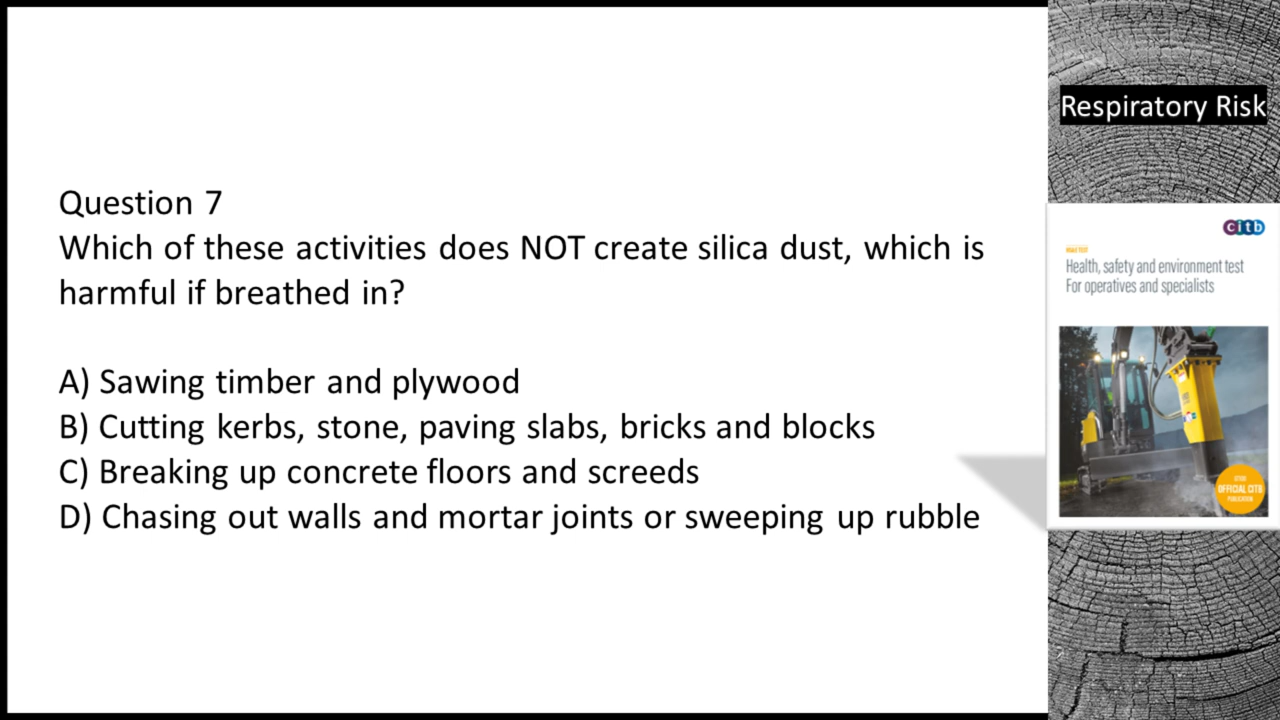 Respiratory Risk
Question 7
Which of these activities does NOT create silica dust, which is
harmful if breathed in?
A) Sawing timber and plywood
B) Cutting kerbs, stone, paving slabs, bricks and blocks
C) Breaking up concrete floors and screeds
D) Chasing out walls and mortar joints or sweeping up rubble
citb
Health, safety and environment test
For operatives and specialists
OFFICIAL CITB
PUBLICATION